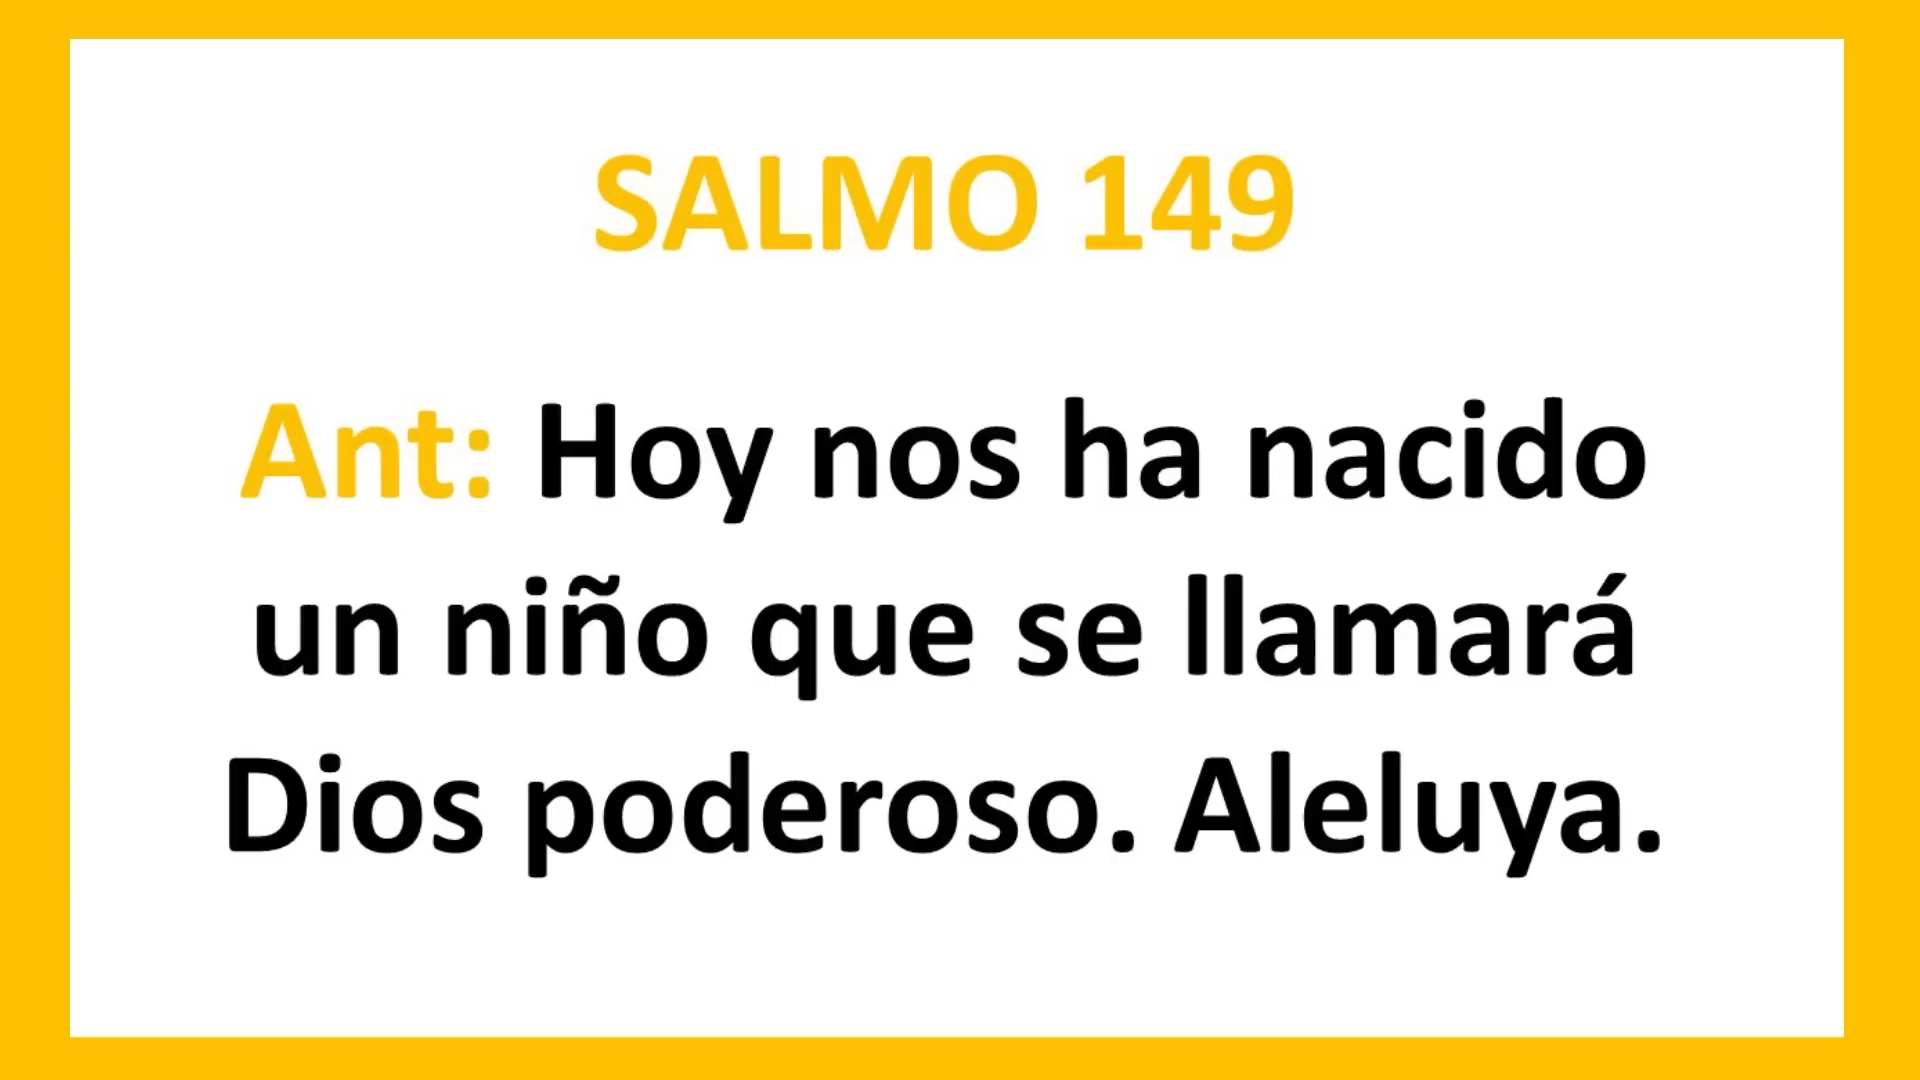 SALMO 149
Ant: Hoy nos ha nacido
un niño que se llamará
Dios poderoso. Aleluya.